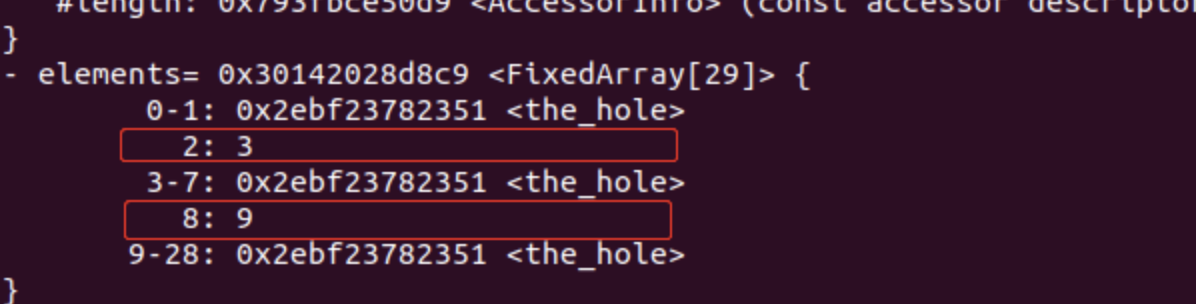 #length: 0x793fbce50d9 <AccessorInfo> (const accessor descriptor
}
- elements= 0x30142028d8c9 <FixedArray[29]> {
0-1: 0x2ebf23782351 <the_hole>
2: 3
3-7: 0x2ebf23782351 <the_hole>
8: 9
9-28: 0x2ebf23782351 <the_hole>
}